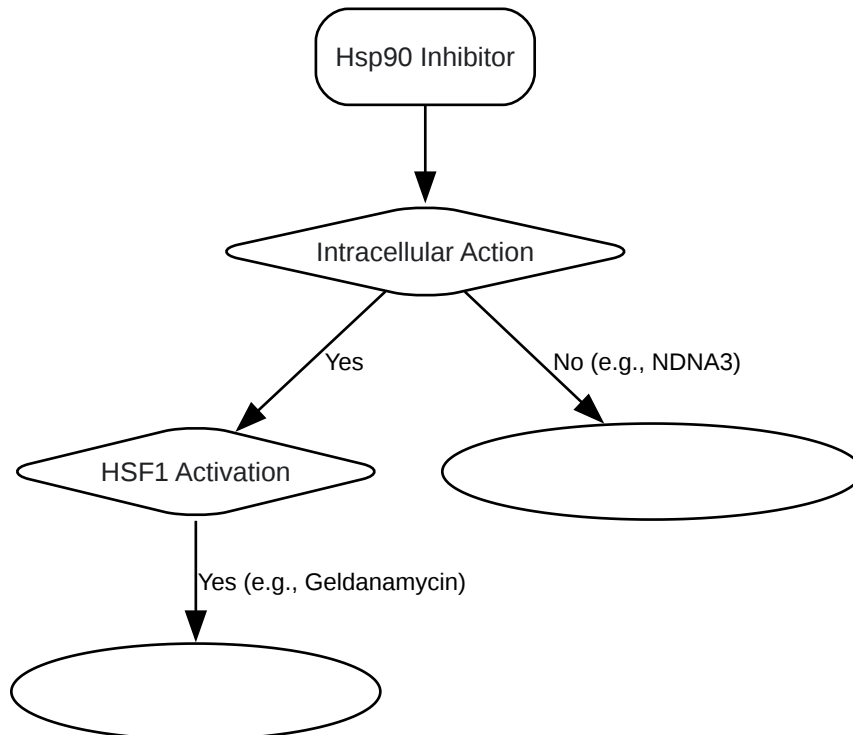 Hsp90 Inhibitor
Intracellular Action
Yes
No (e.g., NDNA3)
HSF1 Activation
Yes (e.g., Geldanamycin)